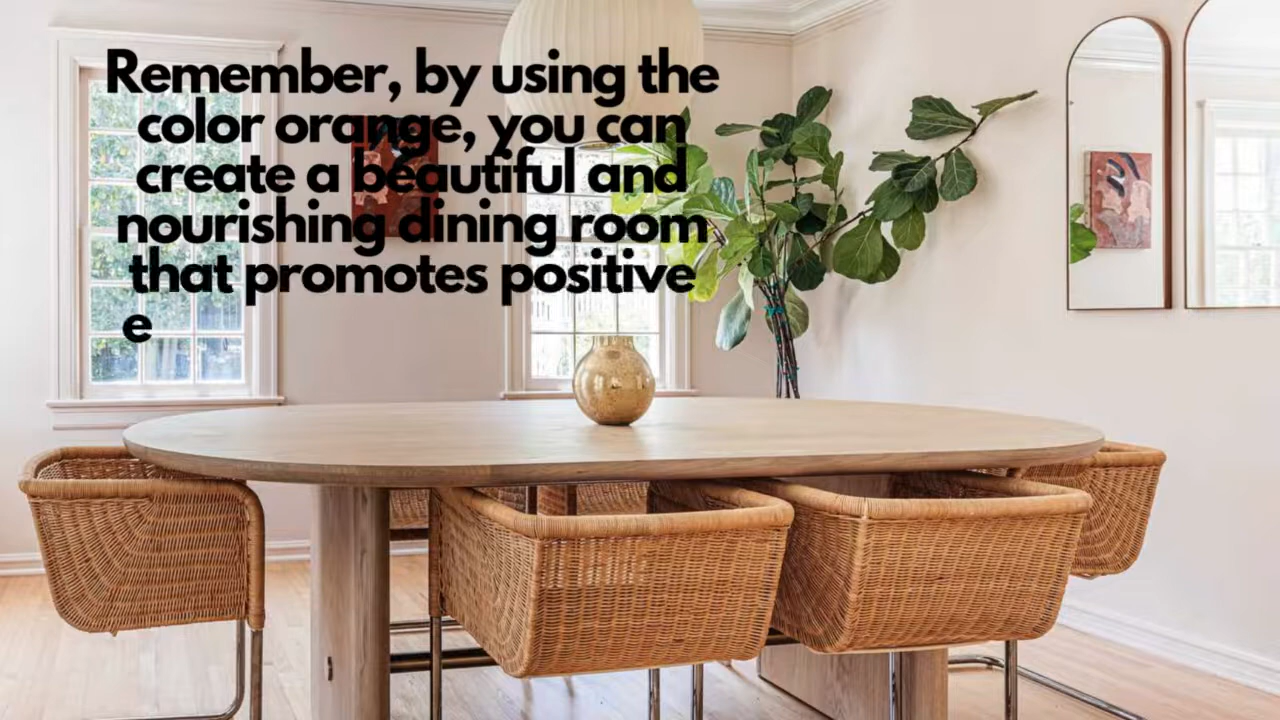 Remember, by using the
color orange, you can
create a beautiful and
nourishing dining room
that promotes positive
e